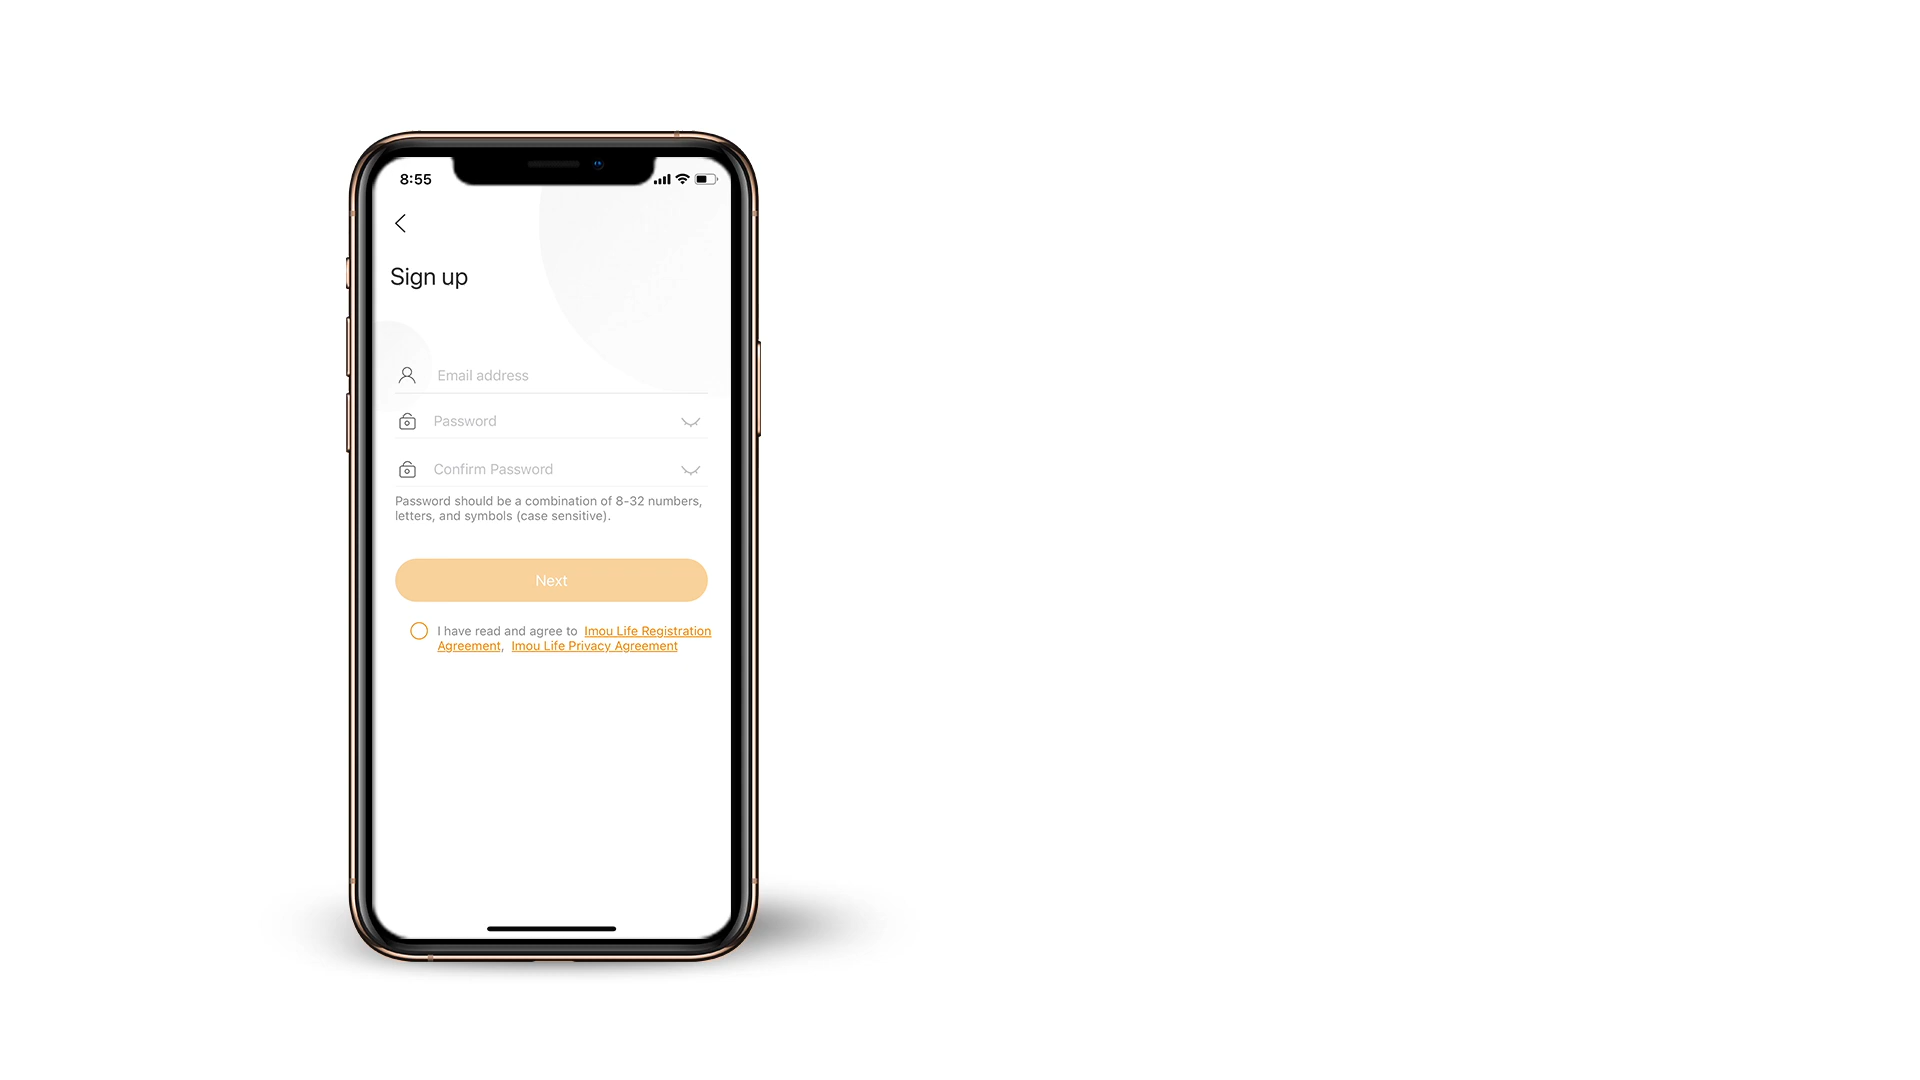 8:55
Sign up
Email address
Password
Confirm Password
Password should be a combination of 8-32 numbers,
letters, and symbols (case sensitive).
Next
I have read and agree to Imou Life Registration
Agreement, Imou Life Privacy Agreement